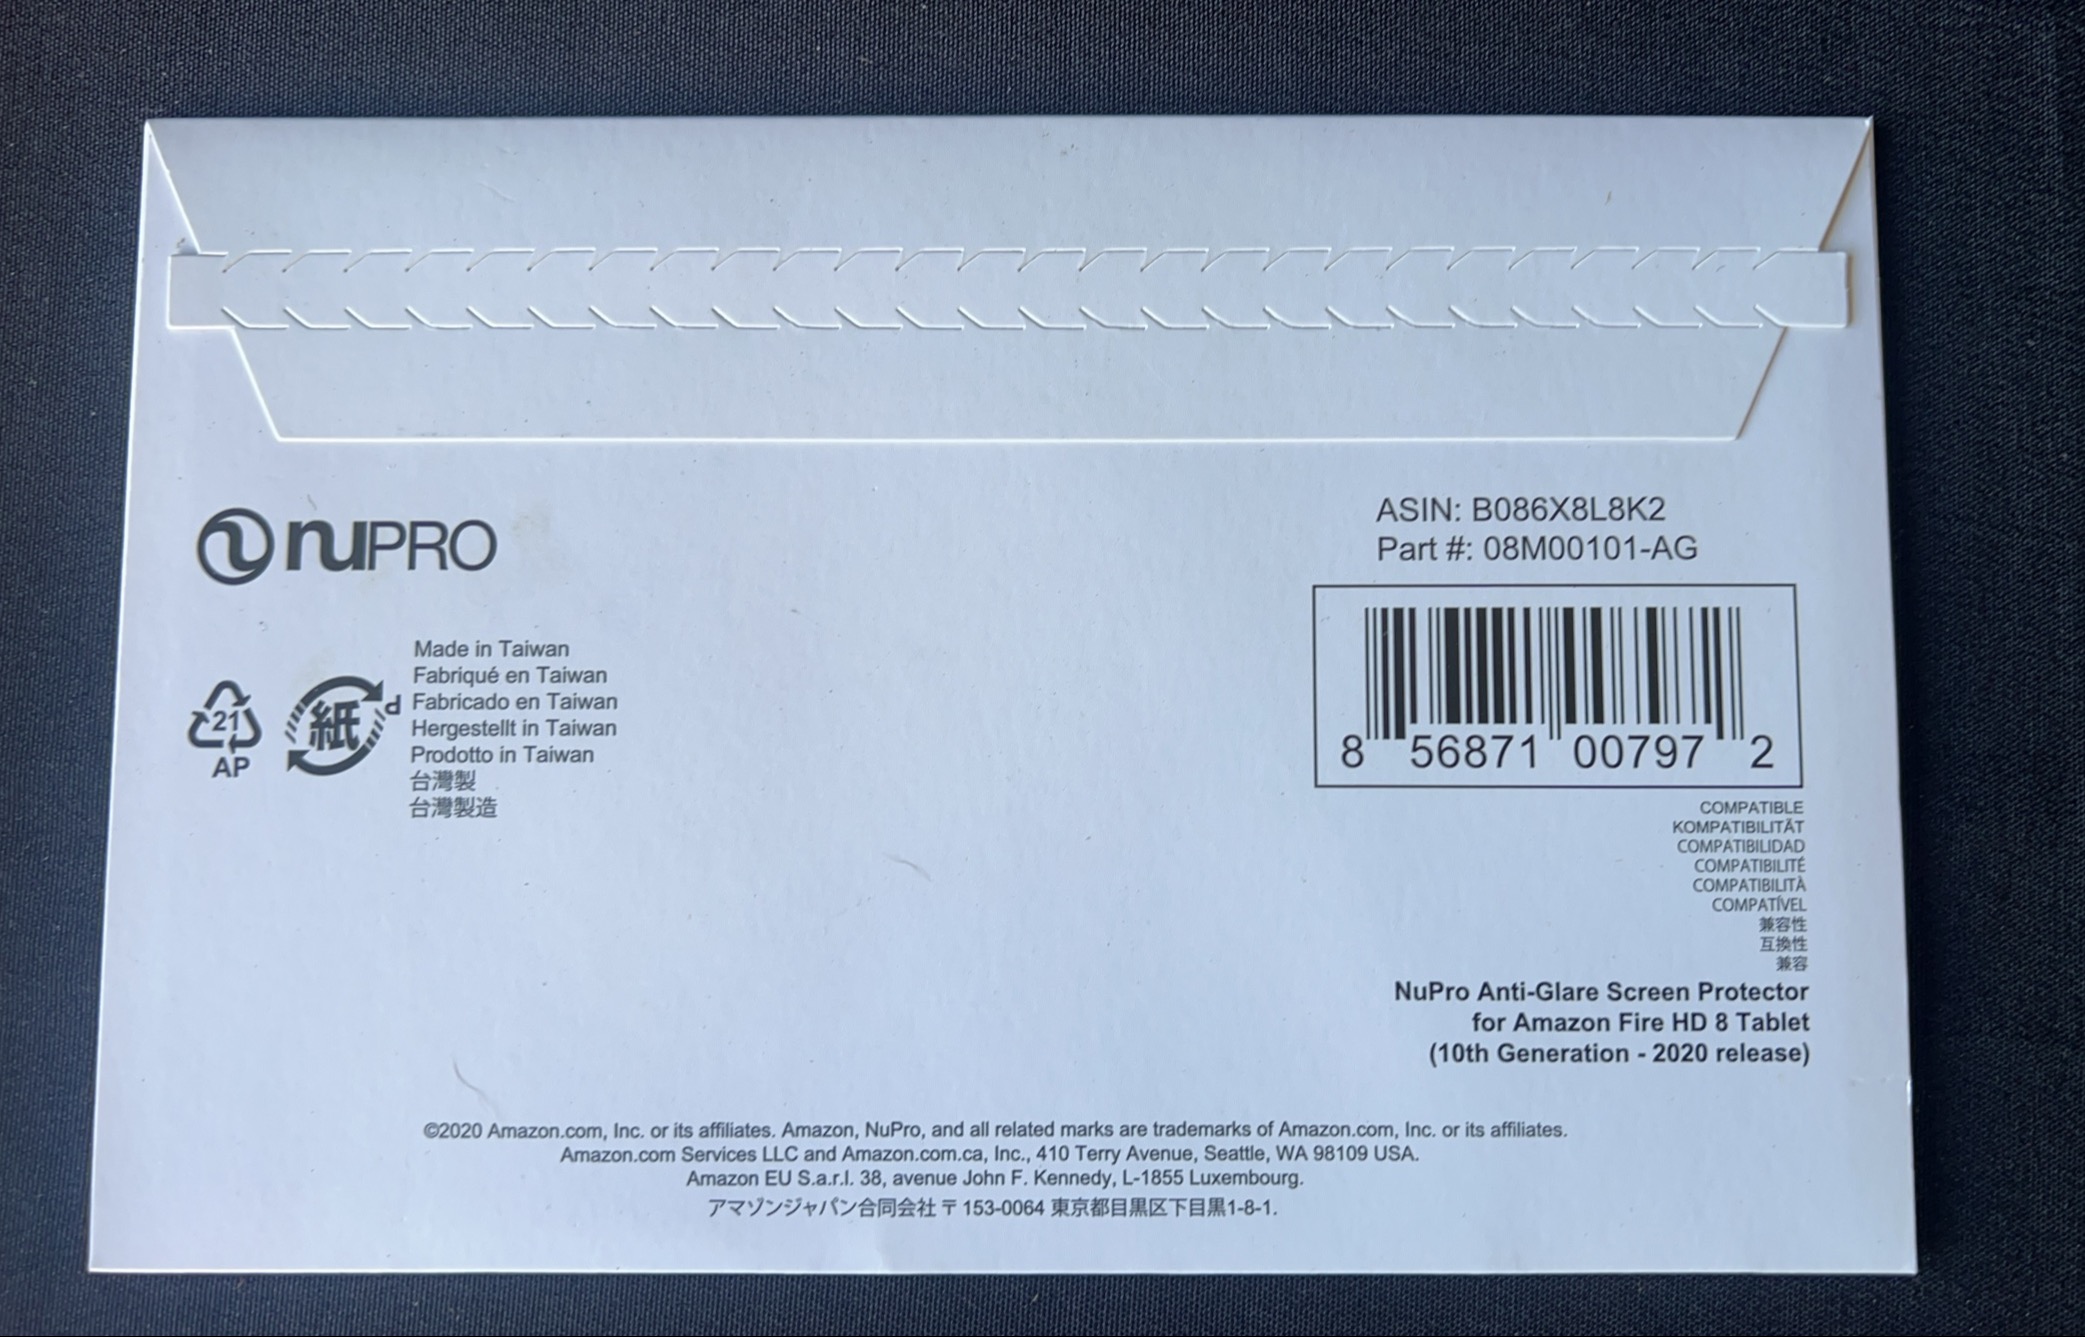 nuPRO
21
AP
紙
P
Made in Taiwan
Fabriqué en Taiwan
Fabricado en Taiwan
Hergestellt in Taiwan
Prodotto in Taiwan
台灣製
台灣製造
ASIN: B086X8L8K2
Part #: 08M00101-AG
8 56871 00797 2
COMPATIBLE
KOMPATIBILITÄT
COMPATIBILIDAD
COMPATIBILITÉ
COMPATIBILITÀ
COMPATÍVEL
兼容性
互換性
兼容
NuPro Anti-Glare Screen Protector
for Amazon Fire HD 8 Tablet
(10th Generation - 2020 release)
©2020 Amazon.com, Inc. or its affiliates. Amazon, NuPro, and all related marks are trademarks of Amazon.com, Inc. or its affiliates.
Amazon.com Services LLC and Amazon.com.ca, Inc., 410 Terry Avenue, Seattle, WA 98109 USA.
Amazon EU S.a.r.l. 38, avenue John F. Kennedy, L-1855 Luxembourg.
アマゾンジャパン合同会社 〒153-0064 東京都目黒区下目黒1-8-1.